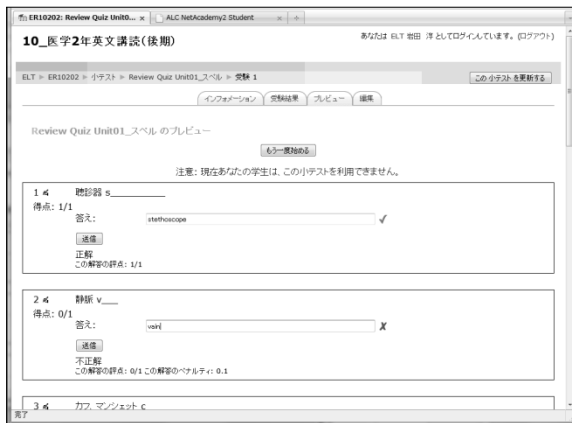 ER10202: Review Quiz Unit0... x
ALC NetAcademy2 Student x
10_医学2年英文講読(後期)
あなたは ELT 岩田 淳としてログインしています。(ログアウト)
ELT ► ER10202 ► 小テスト ► Review Quiz Unit01_スペル ► 受験 1
この小テストを更新する
インフォメーション 受験結果 プレビュー 編集
Review Quiz Unit01_スペル のプレビュー
もう一度始める
注意: 現在あなたの学生は、この小テストを利用できません。
1 聴診器 s___________
得点: 1/1
答え: stethoscope
送信
正解
この解答の評点: 1/1
2 静脈 v___
得点: 0/1
答え: vain
送信
不正解
この解答の評点: 0/1 この解答のペナルティ: 0.1
3 カフ, マンシェット c
完了